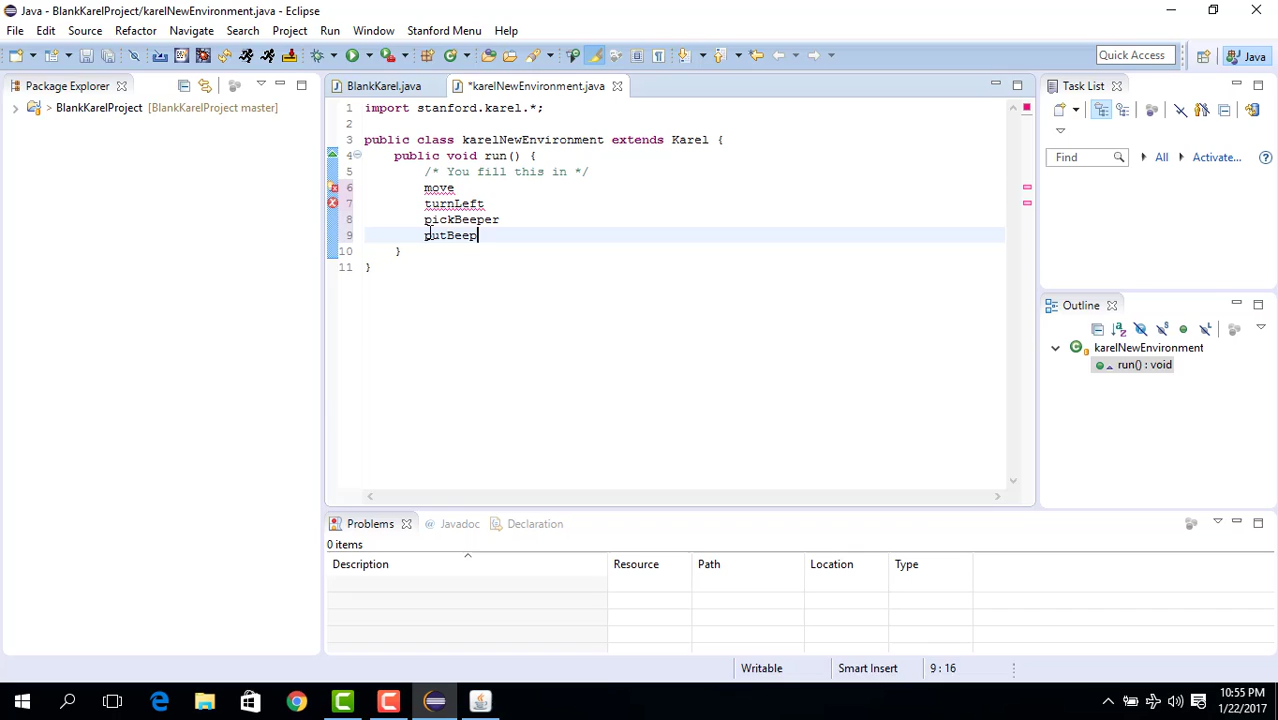 Java - BlankKarelProject/karelNewEnvironment.java - Eclipse
File Edit Source Refactor Navigate Search Project Run Window Stanford Menu Help
Quick Access
Java
Package Explorer
BlankKarel.java
*karelNewEnvironment.java
Task List
> BlankKarelProject [BlankKarelProject master]
1 import stanford.karel.*;
2
3 public class karelNewEnvironment extends Karel {
4 public void run() {
5 /* You fill this in */
6 move
7 turnLeft
8 pickBeeper
9 putBeep
10 }
11 }
Find
All
Activate...
Outline
karelNewEnvironment
run() : void
Problems
@ Javadoc
Declaration
0 items
Description
Resource
Path
Location
Type
Writable
Smart Insert
9 : 16
10:55 PM
1/22/2017